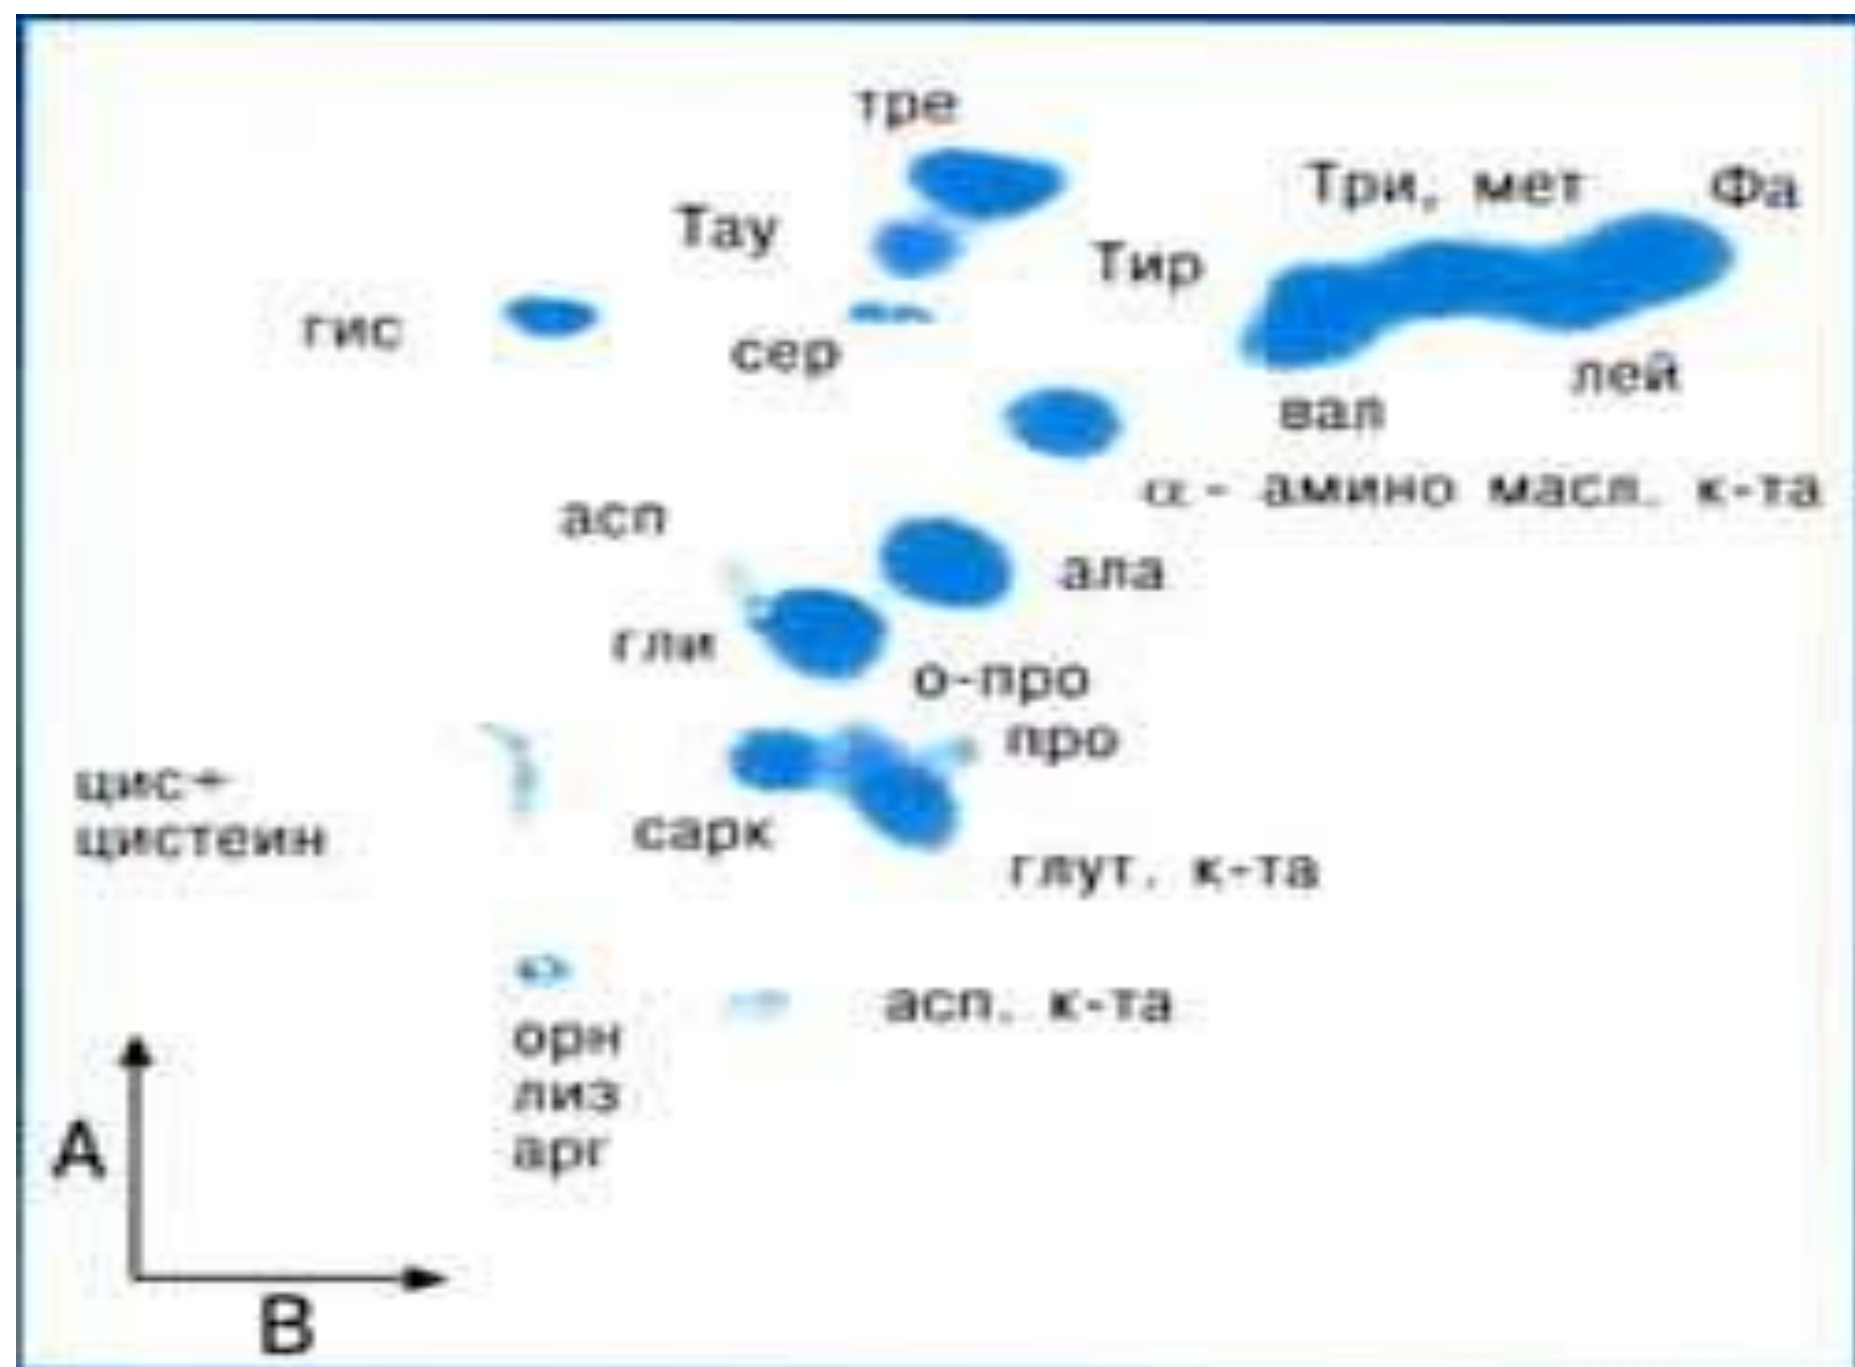 тре
Три, мет
Фа
Тау
Тир
гис
сер
лей
вал
α - амино масл. к-та
асп
ала
гли
о-про
про
цис+
цистеин
сарк
глут. к-та
асп. к-та
орн
лиз
арг
A
B